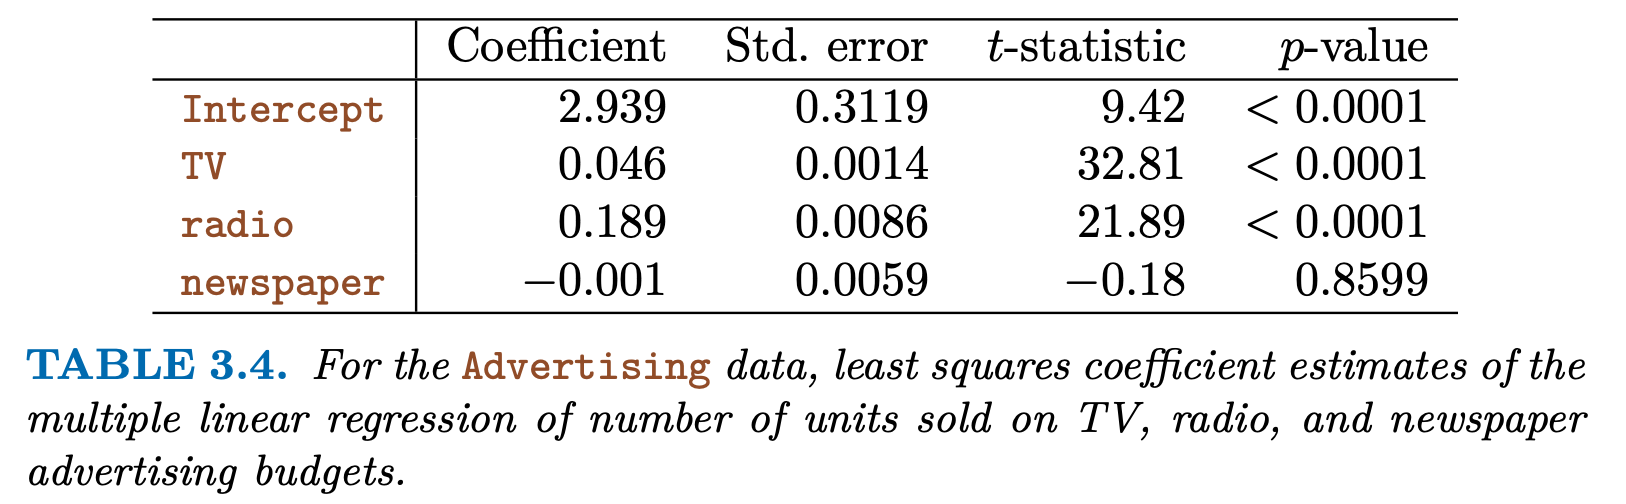 Coefficient Std. error t-statistic p-value
Intercept 2.939 0.3119 9.42 < 0.0001
TV 0.046 0.0014 32.81 < 0.0001
radio 0.189 0.0086 21.89 < 0.0001
newspaper −0.001 0.0059 −0.18 0.8599
TABLE 3.4. For the Advertising data, least squares coefficient estimates of the
multiple linear regression of number of units sold on TV, radio, and newspaper
advertising budgets.